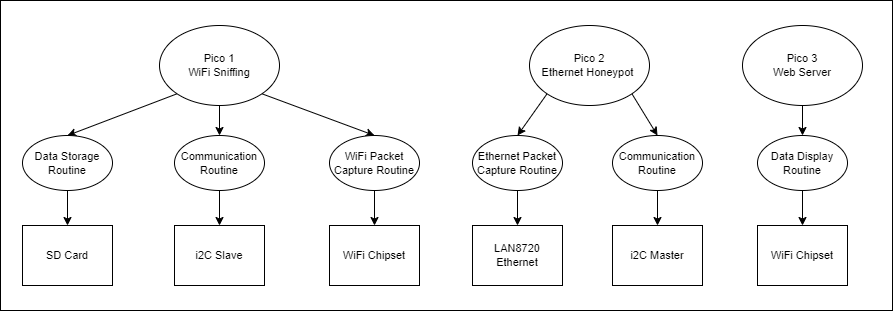 Pico 1
WiFi Sniffing
Pico 2
Ethernet Honeypot
Pico 3
Web Server
Data Storage
Routine
Communication
Routine
WiFi Packet
Capture Routine
Ethernet Packet
Capture Routine
Communication
Routine
Data Display
Routine
SD Card
i2C Slave
WiFi Chipset
LAN8720
Ethernet
i2C Master
WiFi Chipset